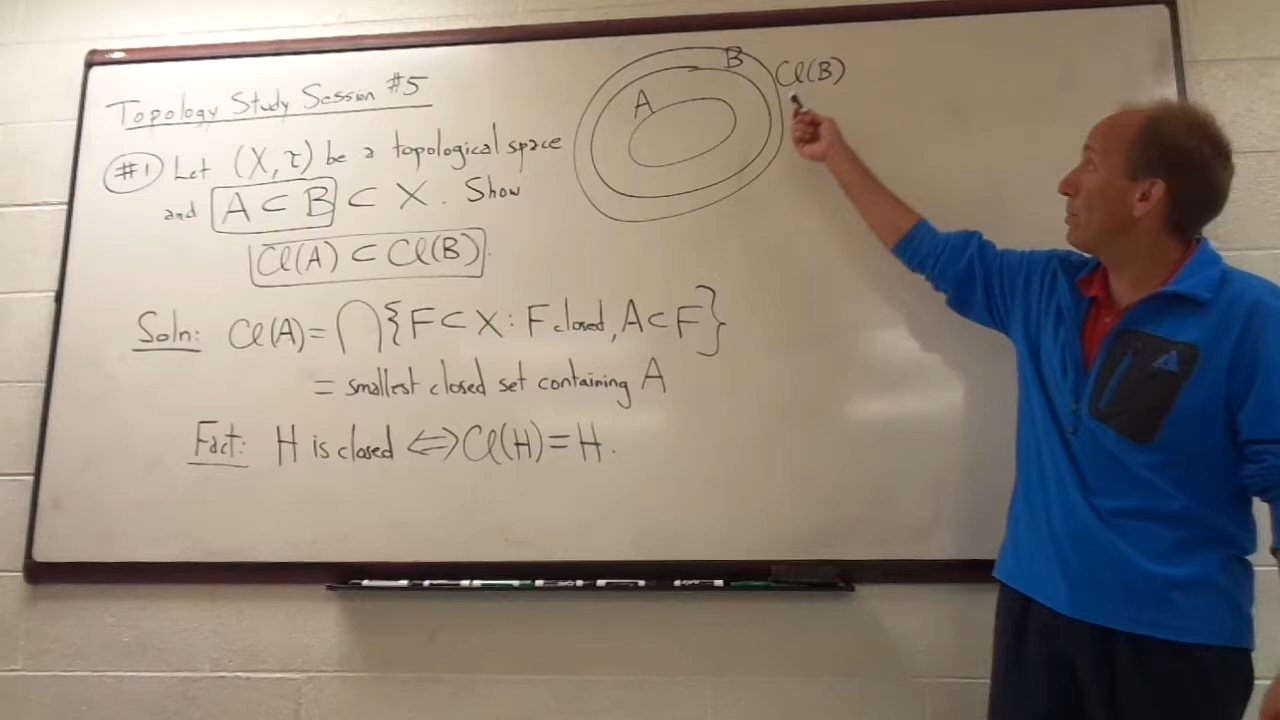 Topology Study Session #5
#1 Let (X, τ) be a topological space
and A ⊂ B ⊂ X. Show
Cl(A) ⊂ Cl(B).
Soln: Cl(A) = ⋂{F ⊂ X : F closed, A ⊂ F}
= smallest closed set containing A
Fact: H is closed ⇔ Cl(H) = H.
A
B
Cl(B)